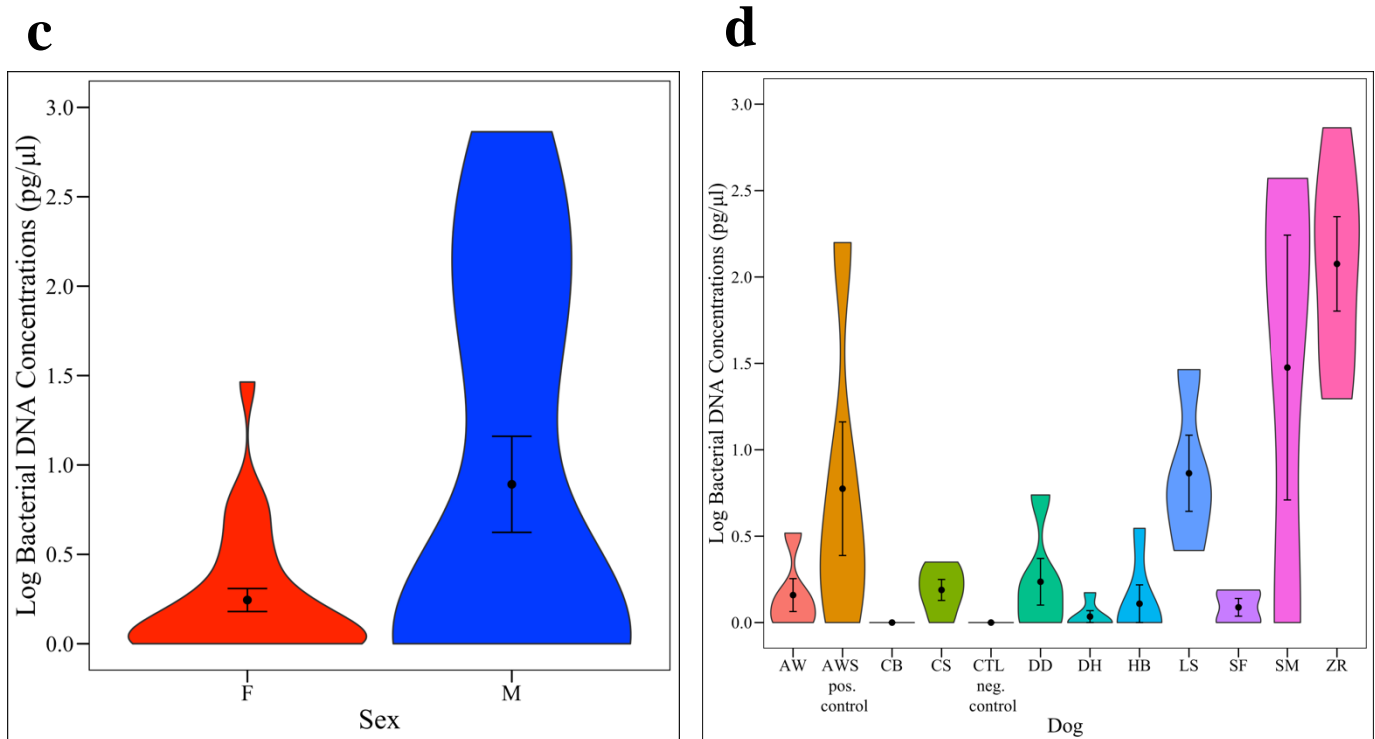 c
Log Bacterial DNA Concentrations (pg/µl)
3.0
2.5
2.0
1.5
1.0
0.5
0.0
F M
Sex
d
Log Bacterial DNA Concentrations (pg/µl)
3.0
2.5
2.0
1.5
1.0
0.5
0.0
AW AWS CB CS CTL DD DH HB LS SF SM ZR
pos. neg.
control control
Dog